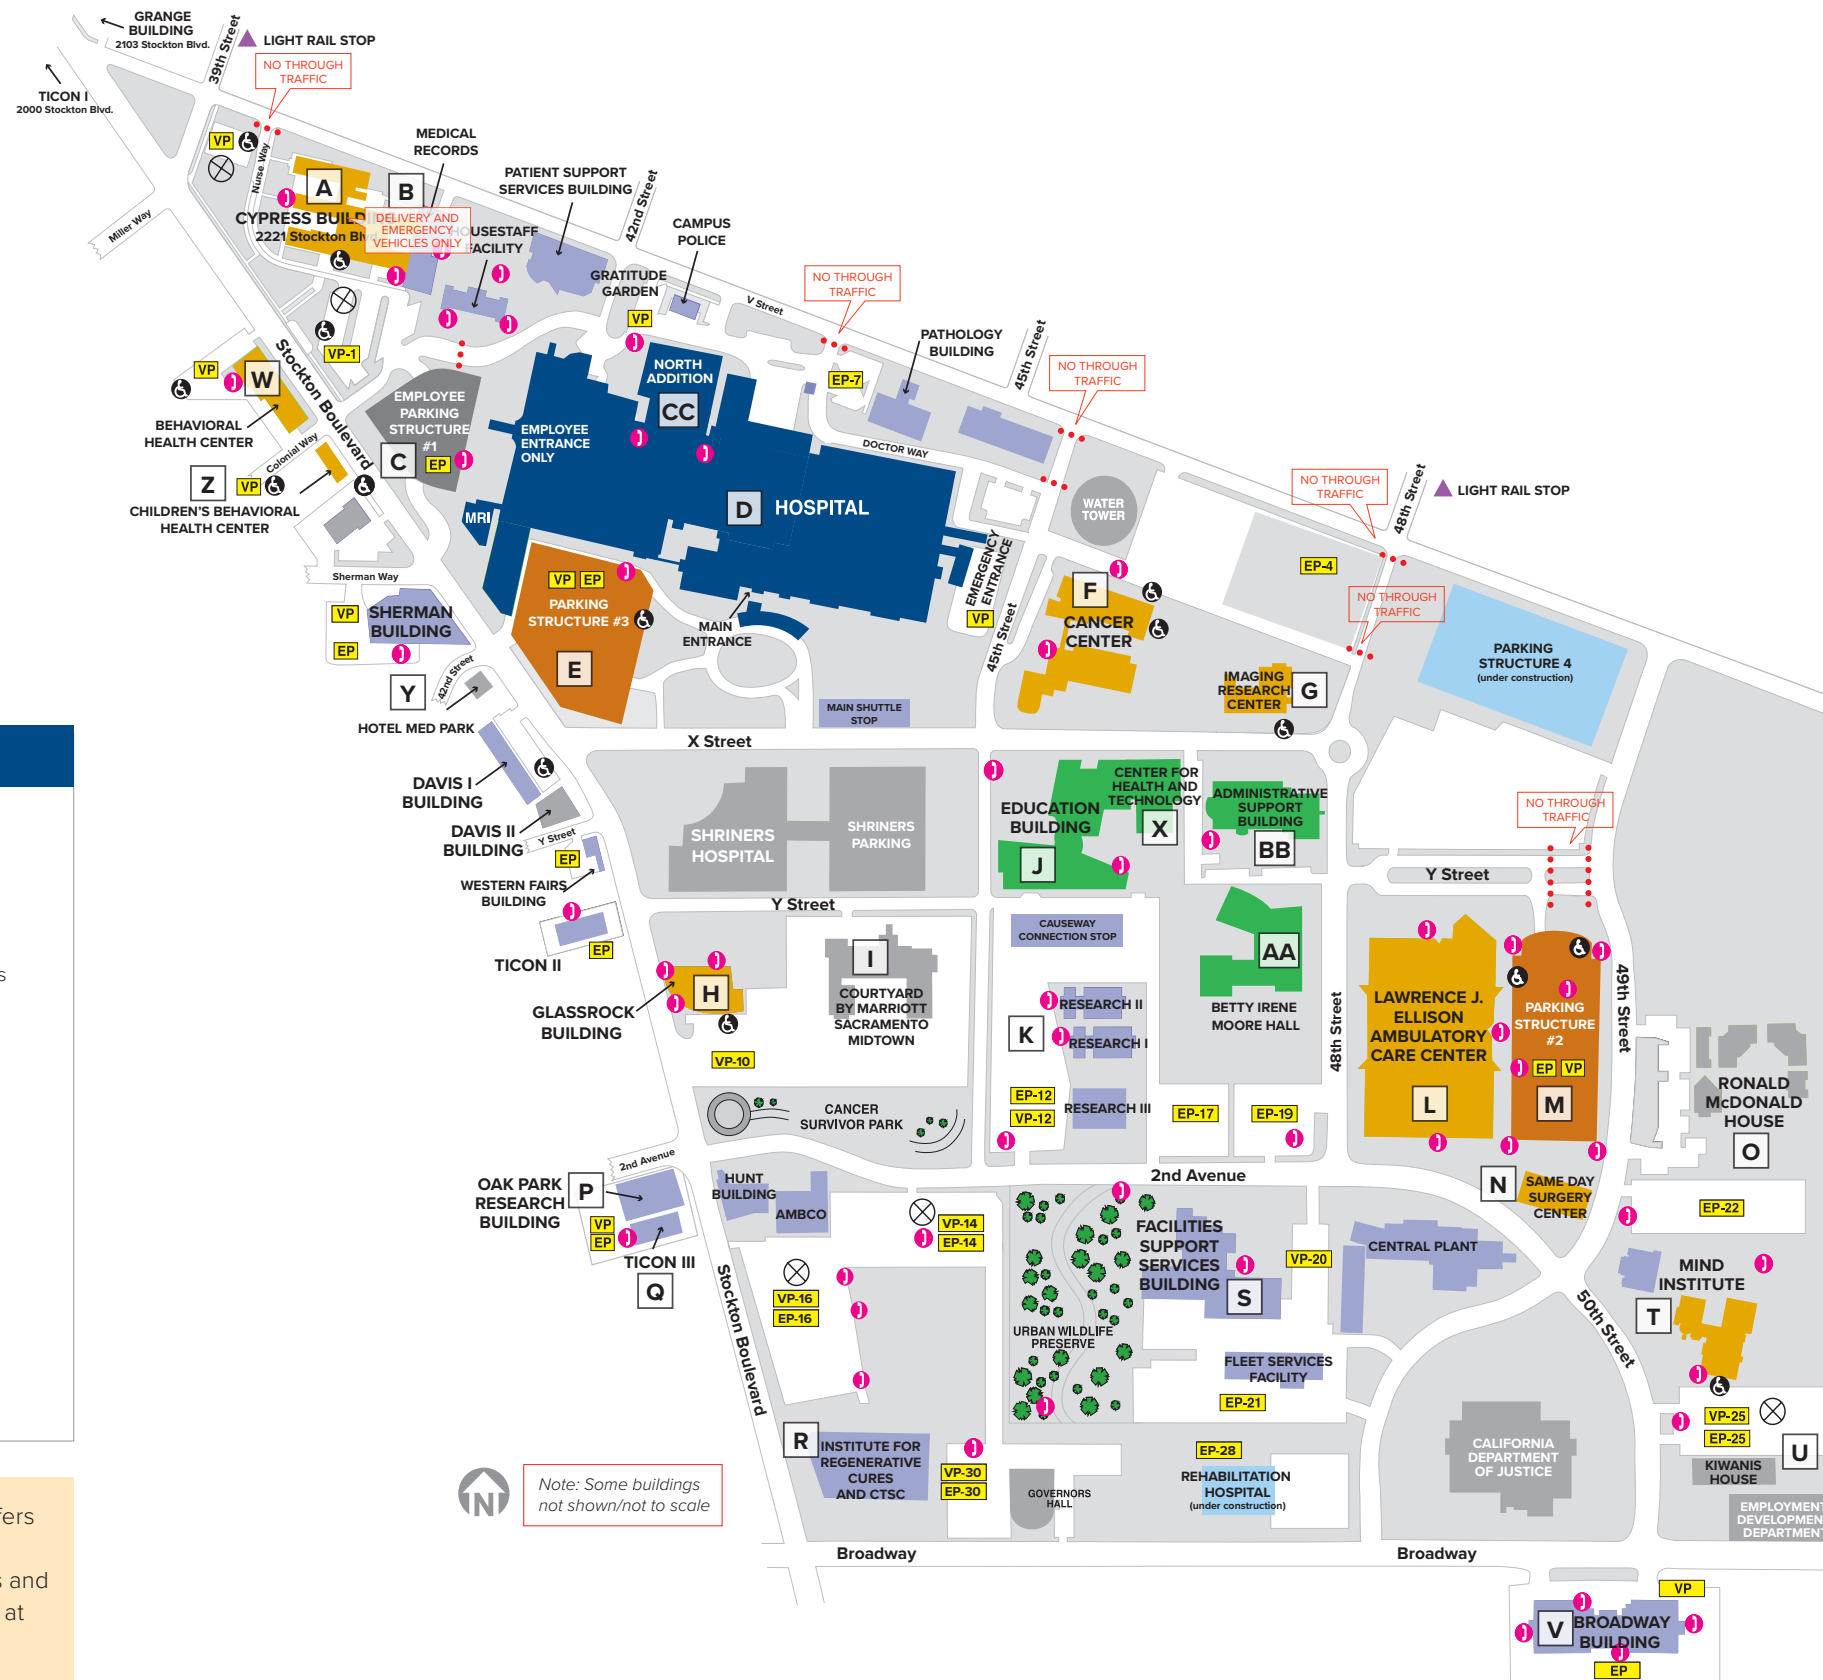 GRANGE
BUILDING
2103 Stockton Blvd.
39th Street
LIGHT RAIL STOP
NO THROUGH
TRAFFIC
TICON I
2000 Stockton Blvd.
VP
Nurse Way
MEDICAL
RECORDS
PATIENT SUPPORT
SERVICES BUILDING
42nd Street
A
B
CYPRESS BUILDI
2221 Stockton Blvd
DELIVERY AND
EMERGENCY
VEHICLES ONLY
HOUSESTAFF
FACILITY
Miller Way
CAMPUS
POLICE
GRATITUDE
GARDEN
VP
V Street
NO THROUGH
TRAFFIC
PATHOLOGY
BUILDING
45th Street
NO THROUGH
TRAFFIC
VP-1
Stockton Boulevard
VP
W
BEHAVIORAL
HEALTH CENTER
Colonial Way
Z
VP
CHILDREN'S BEHAVIORAL
HEALTH CENTER
EMPLOYEE
PARKING
STRUCTURE
#1
C
EP
EMPLOYEE
ENTRANCE
ONLY
NORTH
ADDITION
CC
EP-7
DOCTOR WAY
MRI
D
HOSPITAL
WATER
TOWER
NO THROUGH
TRAFFIC
48th Street
LIGHT RAIL STOP
EP-4
NO THROUGH
TRAFFIC
EMERGENCY
ENTRANCE
VP
45th Street
Sherman Way
VP
SHERMAN
BUILDING
EP
VP
EP
PARKING
STRUCTURE #3
E
MAIN
ENTRANCE
F
CANCER
CENTER
PARKING
STRUCTURE 4
(under construction)
IMAGING
RESEARCH
CENTER
G
Y
42nd Street
HOTEL MED PARK
MAIN SHUTTLE
STOP
X Street
DAVIS I
BUILDING
DAVIS II
BUILDING
Y Street
EP
WESTERN FAIRS
BUILDING
SHRINERS
HOSPITAL
SHRINERS
PARKING
EDUCATION
BUILDING
CENTER FOR
HEALTH AND
TECHNOLOGY
X
J
ADMINISTRATIVE
SUPPORT
BUILDING
BB
NO THROUGH
TRAFFIC
Y Street
Y Street
TICON II
EP
GLASSROCK
BUILDING
H
I
COURTYARD
BY MARRIOTT
SACRAMENTO
MIDTOWN
VP-10
CAUSEWAY
CONNECTION STOP
AA
BETTY IRENE
MOORE HALL
K
RESEARCH II
RESEARCH I
RESEARCH III
EP-12
VP-12
EP-17
EP-19
48th Street
LAWRENCE J.
ELLISON
AMBULATORY
CARE CENTER
L
PARKING
STRUCTURE
#2
EP
VP
M
49th Street
RONALD
McDONALD
HOUSE
O
s
CANCER
SURVIVOR PARK
2nd Avenue
2nd Avenue
OAK PARK
RESEARCH
BUILDING
P
VP
EP
TICON III
Q
HUNT
BUILDING
AMBCO
VP-14
EP-14
VP-16
EP-16
Stockton Boulevard
URBAN WILDLIFE
PRESERVE
FACILITIES
SUPPORT
SERVICES
BUILDING
S
VP-20
CENTRAL PLANT
N
SAME DAY
SURGERY
CENTER
EP-22
MIND
INSTITUTE
T
50th Street
FLEET SERVICES
FACILITY
EP-21
VP-25
EP-25
U
KIWANIS
HOUSE
R
INSTITUTE FOR
REGENERATIVE
CURES
AND CTSC
VP-30
EP-30
GOVERNORS
HALL
EP-28
REHABILITATION
HOSPITAL
(under construction)
CALIFORNIA
DEPARTMENT
OF JUSTICE
EMPLOYMENT
DEVELOPMEN
DEPARTMENT
N
Note: Some buildings
not shown/not to scale
Broadway
Broadway
fers
s and
at
VP
V
BROADWAY
BUILDING
EP